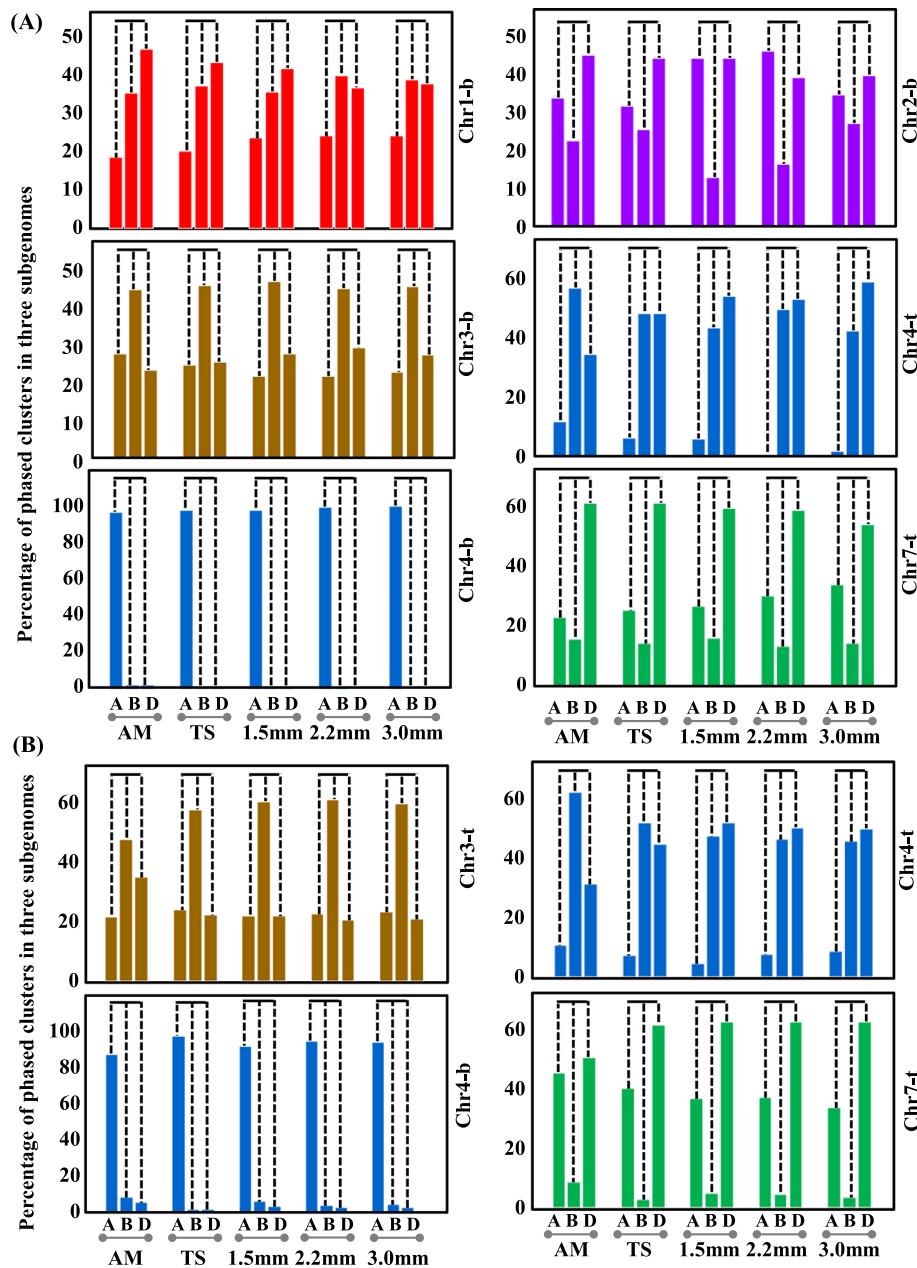 (A)
Percentage of phased clusters in three subgenomes
50
40
30
20
10
0
Chr1-b
50
40
30
20
10
0
Chr2-b
50
40
30
20
10
0
Chr3-b
60
40
20
0
Chr4-t
100
80
60
40
20
0
Chr4-b
60
40
20
0
Chr7-t
A B D A B D A B D A B D A B D
AM TS 1.5mm 2.2mm 3.0mm
A B D A B D A B D A B D A B D
AM TS 1.5mm 2.2mm 3.0mm
(B)
Percentage of phased clusters in three subgenomes
60
40
20
0
Chr3-t
60
40
20
0
Chr4-t
100
80
60
40
20
0
Chr4-b
60
40
20
0
Chr7-t
A B D A B D A B D A B D A B D
AM TS 1.5mm 2.2mm 3.0mm
A B D A B D A B D A B D A B D
AM TS 1.5mm 2.2mm 3.0mm